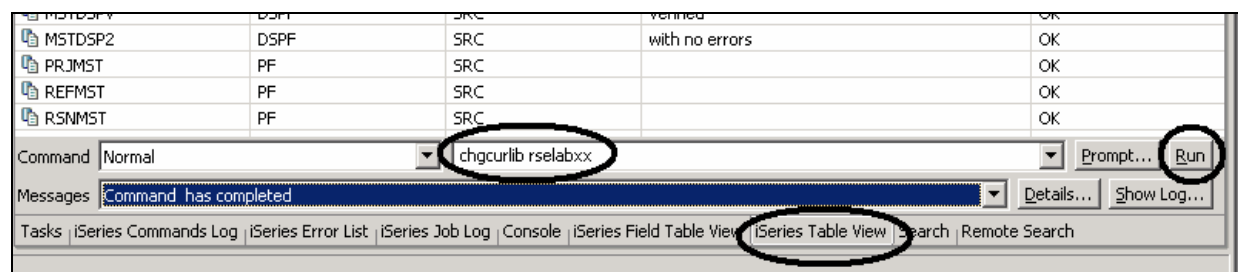 MSTDSP2 DSPF SRC with no errors OK
PRJMST PF SRC OK
REFMST PF SRC OK
RSNMST PF SRC OK
Command Normal chgcurlib rselabxx Prompt... Run
Messages Command has completed Details... Show Log...
Tasks iSeries Commands Log iSeries Error List iSeries Job Log Console iSeries Field Table View iSeries Table View Search Remote Search